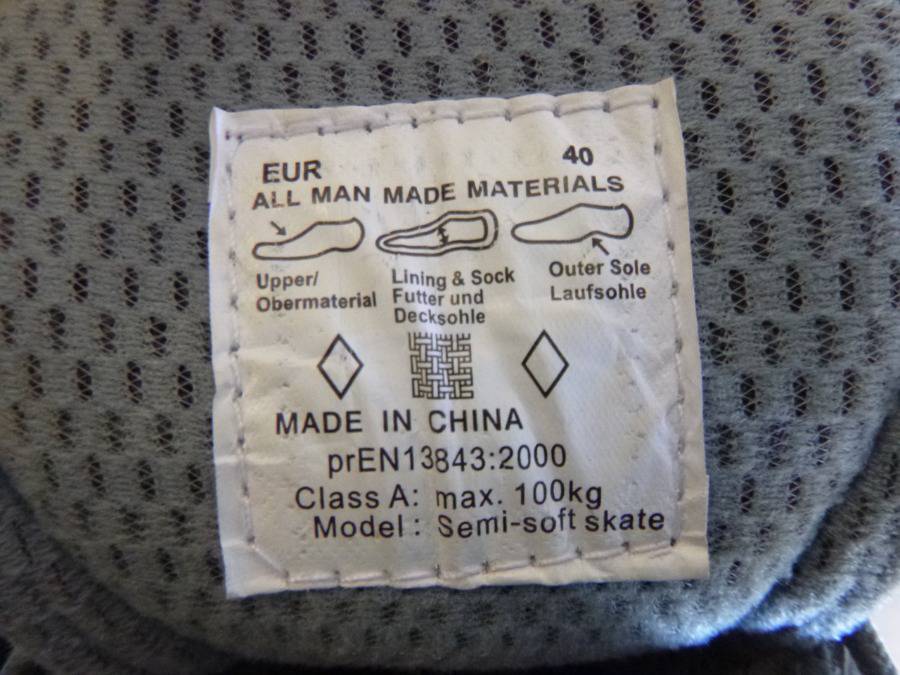 EUR 40
ALL MAN MADE MATERIALS
Upper/ Lining & Sock Outer Sole
Obermaterial Futter und Laufsohle
Decksohle
MADE IN CHINA
prEN13843:2000
Class A: max. 100kg
Model : Semi-soft skate